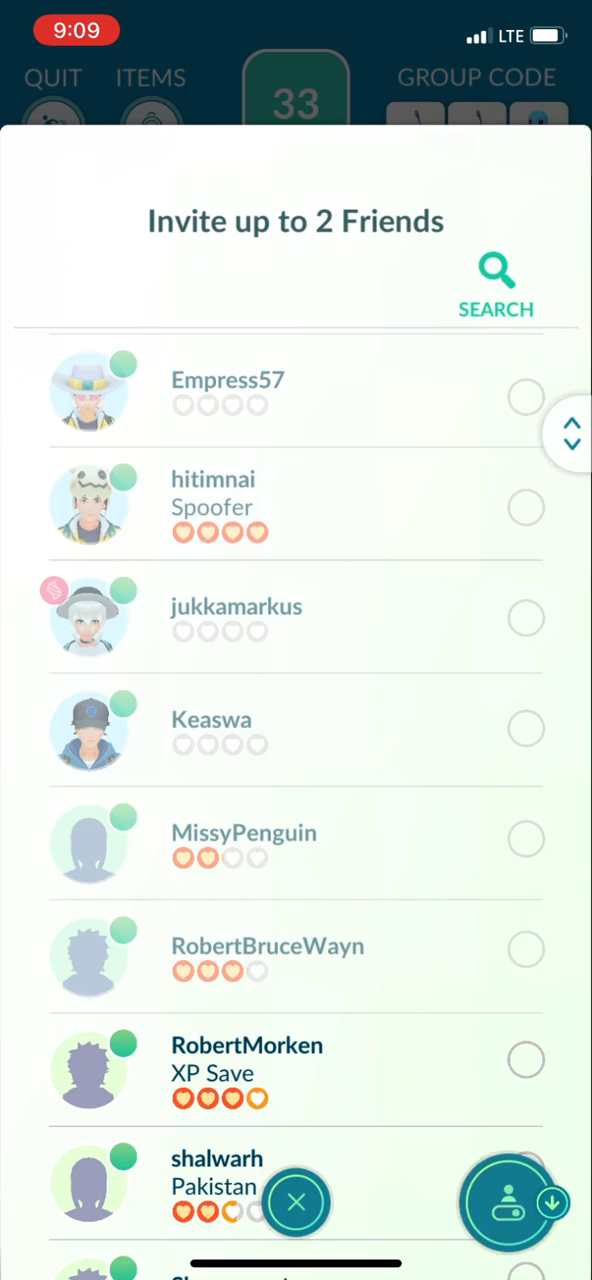 9:09
LTE
QUIT
ITEMS
33
GROUP CODE
Invite up to 2 Friends
SEARCH
Empress57
hitimnai
Spoofer
jukkamarkus
Keaswa
MissyPenguin
RobertBruceWayn
RobertMorken
XP Save
shalwarh
Pakistan